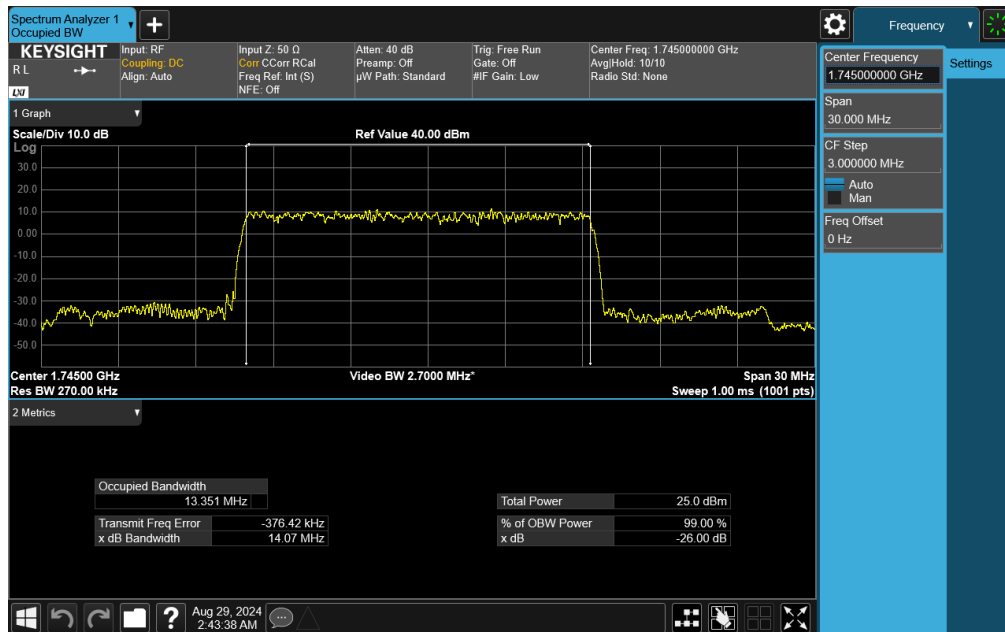 Spectrum Analyzer 1
Occupied BW
Frequency
KEYSIGHT
R L
LXI
Input: RF
Coupling: DC
Align: Auto
Input Z: 50 Ω
Corr CCorr RCal
Freq Ref: Int (S)
NFE: Off
Atten: 40 dB
Preamp: Off
µW Path: Standard
Trig: Free Run
Gate: Off
#IF Gain: Low
Center Freq: 1.745000000 GHz
Avg|Hold: 10/10
Radio Std: None
Center Frequency
1.745000000 GHz
Settings
Span
30.000 MHz
CF Step
3.000000 MHz
Auto
Man
Freq Offset
0 Hz
1 Graph
Scale/Div 10.0 dB
Ref Value 40.00 dBm
Log
30.0
20.0
10.0
0.00
-10.0
-20.0
-30.0
-40.0
-50.0
Center 1.74500 GHz
Video BW 2.7000 MHz*
Span 30 MHz
Res BW 270.00 kHz
Sweep 1.00 ms (1001 pts)
2 Metrics
Occupied Bandwidth
13.351 MHz
Total Power 25.0 dBm
Transmit Freq Error -376.42 kHz
% of OBW Power 99.00 %
x dB Bandwidth 14.07 MHz
x dB -26.00 dB
?
Aug 29, 2024
2:43:38 AM